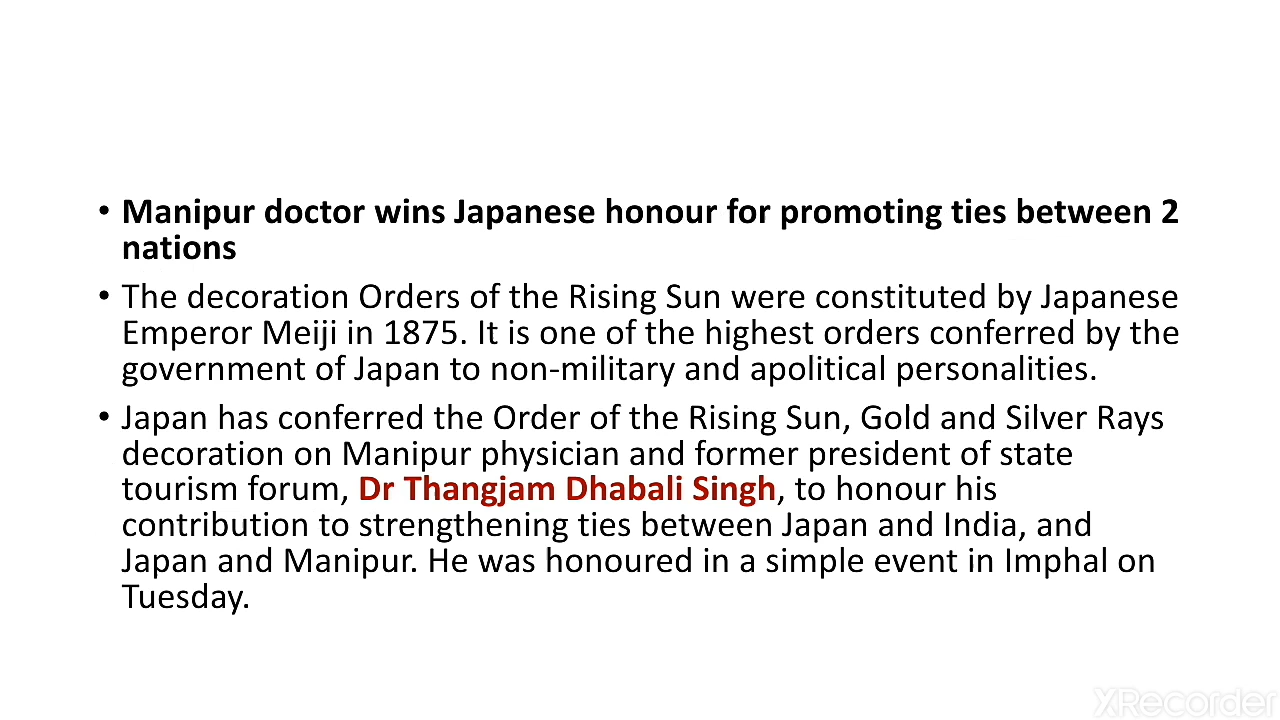 • Manipur doctor wins Japanese honour for promoting ties between 2
nations
• The decoration Orders of the Rising Sun were constituted by Japanese
Emperor Meiji in 1875. It is one of the highest orders conferred by the
government of Japan to non-military and apolitical personalities.
• Japan has conferred the Order of the Rising Sun, Gold and Silver Rays
decoration on Manipur physician and former president of state
tourism forum, Dr Thangjam Dhabali Singh, to honour his
contribution to strengthening ties between Japan and India, and
Japan and Manipur. He was honoured in a simple event in Imphal on
Tuesday.
XRecorder